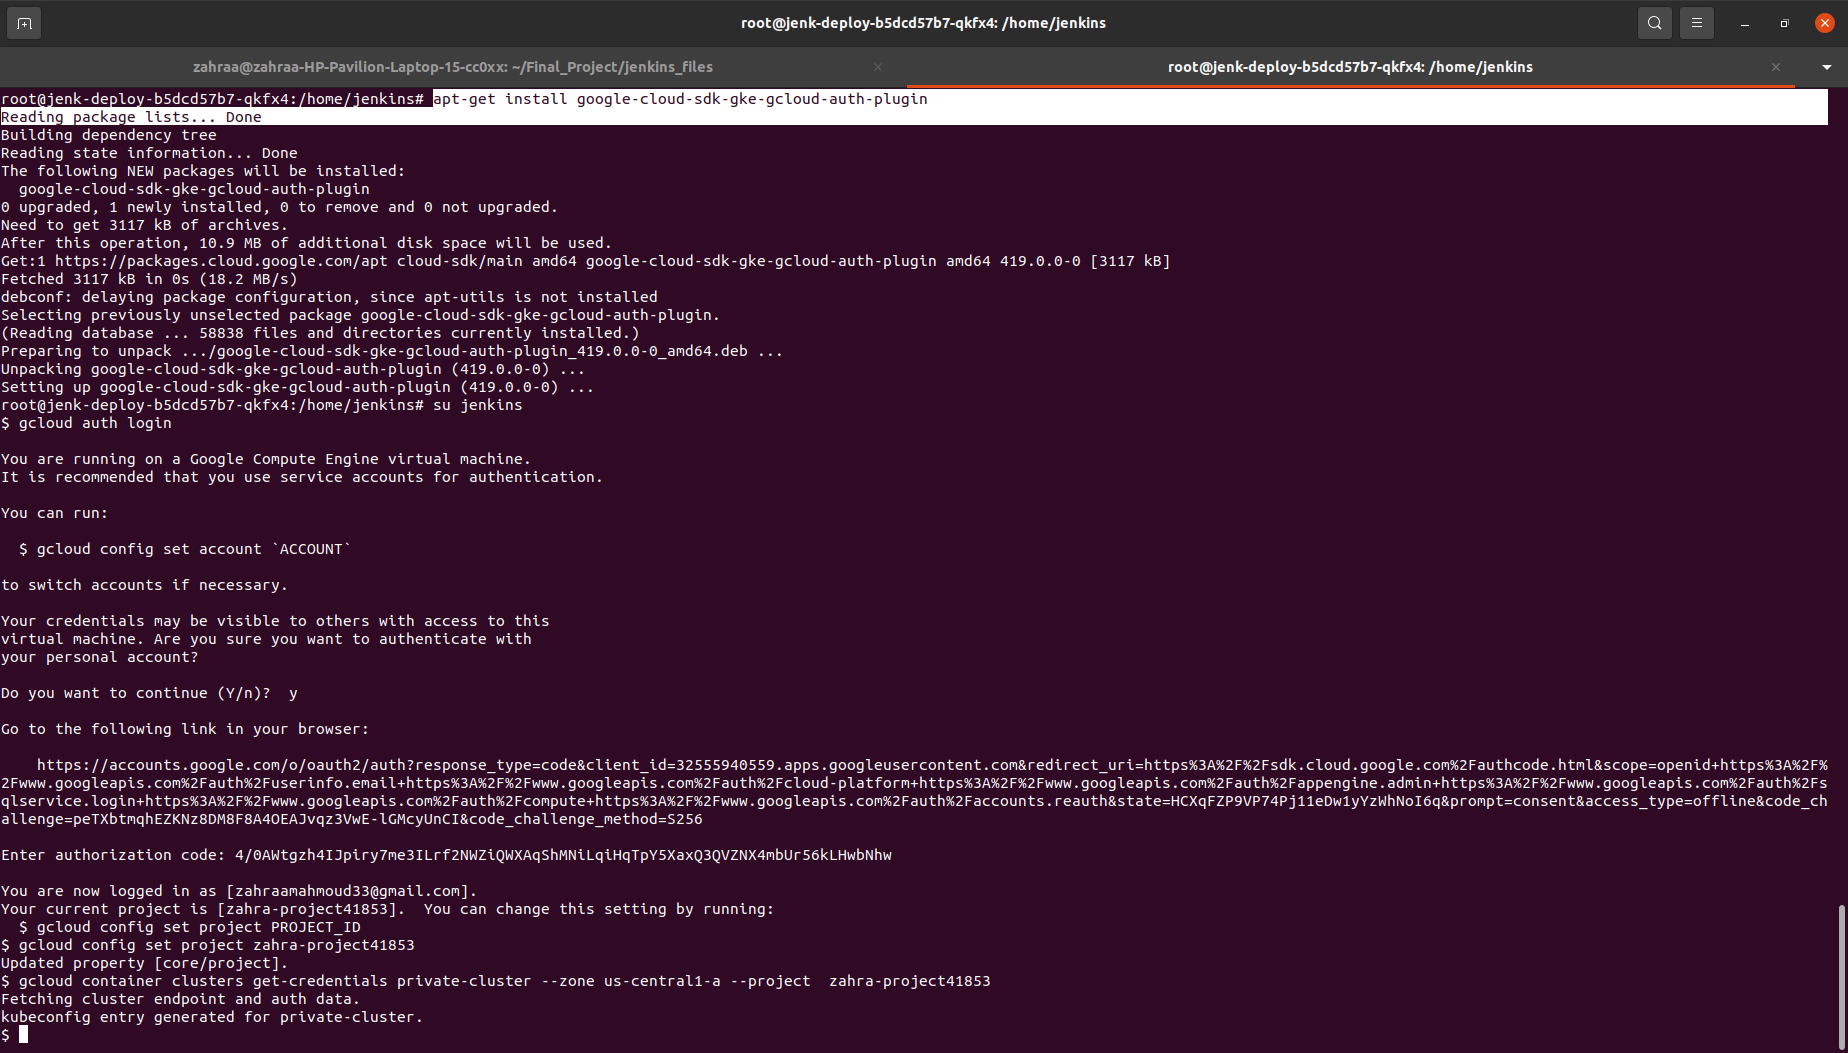 root@jenk-deploy-b5dcd57b7-qkfx4: /home/jenkins
zahraa@zahraa-HP-Pavilion-Laptop-15-cc0xx: ~/Final_Project/jenkins_files
root@jenk-deploy-b5dcd57b7-qkfx4: /home/jenkins
root@jenk-deploy-b5dcd57b7-qkfx4:/home/jenkins# apt-get install google-cloud-sdk-gke-gcloud-auth-plugin
Reading package lists... Done
Building dependency tree
Reading state information... Done
The following NEW packages will be installed:
  google-cloud-sdk-gke-gcloud-auth-plugin
0 upgraded, 1 newly installed, 0 to remove and 0 not upgraded.
Need to get 3117 kB of archives.
After this operation, 10.9 MB of additional disk space will be used.
Get:1 https://packages.cloud.google.com/apt cloud-sdk/main amd64 google-cloud-sdk-gke-gcloud-auth-plugin amd64 419.0.0-0 [3117 kB]
Fetched 3117 kB in 0s (18.2 MB/s)
debconf: delaying package configuration, since apt-utils is not installed
Selecting previously unselected package google-cloud-sdk-gke-gcloud-auth-plugin.
(Reading database ... 58838 files and directories currently installed.)
Preparing to unpack .../google-cloud-sdk-gke-gcloud-auth-plugin_419.0.0-0_amd64.deb ...
Unpacking google-cloud-sdk-gke-gcloud-auth-plugin (419.0.0-0) ...
Setting up google-cloud-sdk-gke-gcloud-auth-plugin (419.0.0-0) ...
root@jenk-deploy-b5dcd57b7-qkfx4:/home/jenkins# su jenkins
$ gcloud auth login
You are running on a Google Compute Engine virtual machine.
It is recommended that you use service accounts for authentication.
You can run:
  $ gcloud config set account `ACCOUNT`
to switch accounts if necessary.
Your credentials may be visible to others with access to this
virtual machine. Are you sure you want to authenticate with
your personal account?
Do you want to continue (Y/n)?  y
Go to the following link in your browser:
    https://accounts.google.com/o/oauth2/auth?response_type=code&client_id=32555940559.apps.googleusercontent.com&redirect_uri=https%3A%2F%2Fsdk.cloud.google.com%2Fauthcode.html&scope=openid+https%3A%2F%
2Fwww.googleapis.com%2Fauth%2Fuserinfo.email+https%3A%2F%2Fwww.googleapis.com%2Fauth%2Fcloud-platform+https%3A%2F%2Fwww.googleapis.com%2Fauth%2Fappengine.admin+https%3A%2F%2Fwww.googleapis.com%2Fauth%2Fs
qlservice.login+https%3A%2F%2Fwww.googleapis.com%2Fauth%2Fcompute+https%3A%2F%2Fwww.googleapis.com%2Fauth%2Faccounts.reauth&state=HCXqFZP9VP74Pj11eDw1yYzWhNoI6q&prompt=consent&access_type=offline&code_ch
allenge=peTXbtmqhEZKNz8DM8F8A4OEAJvqz3VwE-lGMcyUnCI&code_challenge_method=S256
Enter authorization code: 4/0AWtgzh4IJpiry7me3ILrf2NWZiQWXAqShMNiLqiHqTpY5XaxQ3QVZNX4mbUr56kLHwbNhw
You are now logged in as [zahraamahmoud33@gmail.com].
Your current project is [zahra-project41853].  You can change this setting by running:
  $ gcloud config set project PROJECT_ID
$ gcloud config set project zahra-project41853
Updated property [core/project].
$ gcloud container clusters get-credentials private-cluster --zone us-central1-a --project  zahra-project41853
Fetching cluster endpoint and auth data.
kubeconfig entry generated for private-cluster.
$